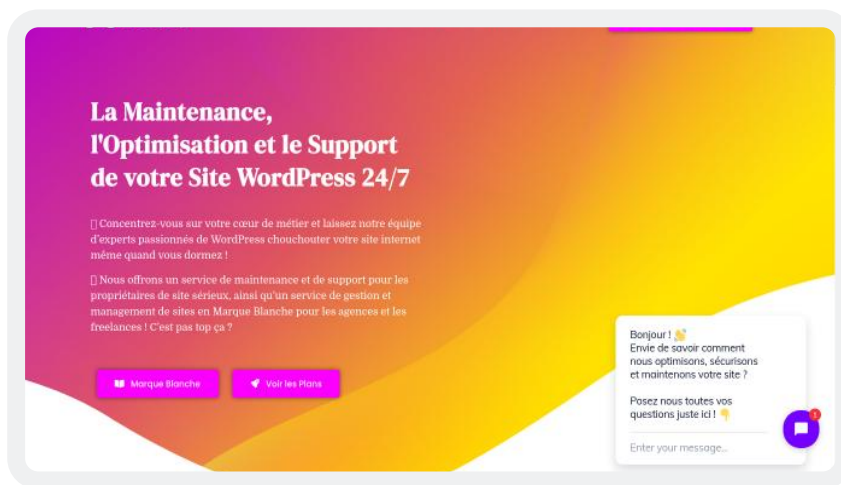 La Maintenance,
l'Optimisation et le Support
de votre Site WordPress 24/7
Concentrez-vous sur votre cœur de métier et laissez notre équipe
d'experts passionnés de WordPress chouchouter votre site internet
même quand vous dormez !
Nous offrons un service de maintenance et de support pour les
propriétaires de site sérieux, ainsi qu'un service de gestion et
management de sites en Marque Blanche pour les agences et les
freelances ! C'est pas top ça ?
Marque Blanche
Voir les Plans
Bonjour ! 👋
Envie de savoir comment
nous optimisons, sécurisons
et maintenons votre site ?
Posez nous toutes vos
questions juste ici ! 👇
1
Enter your message...